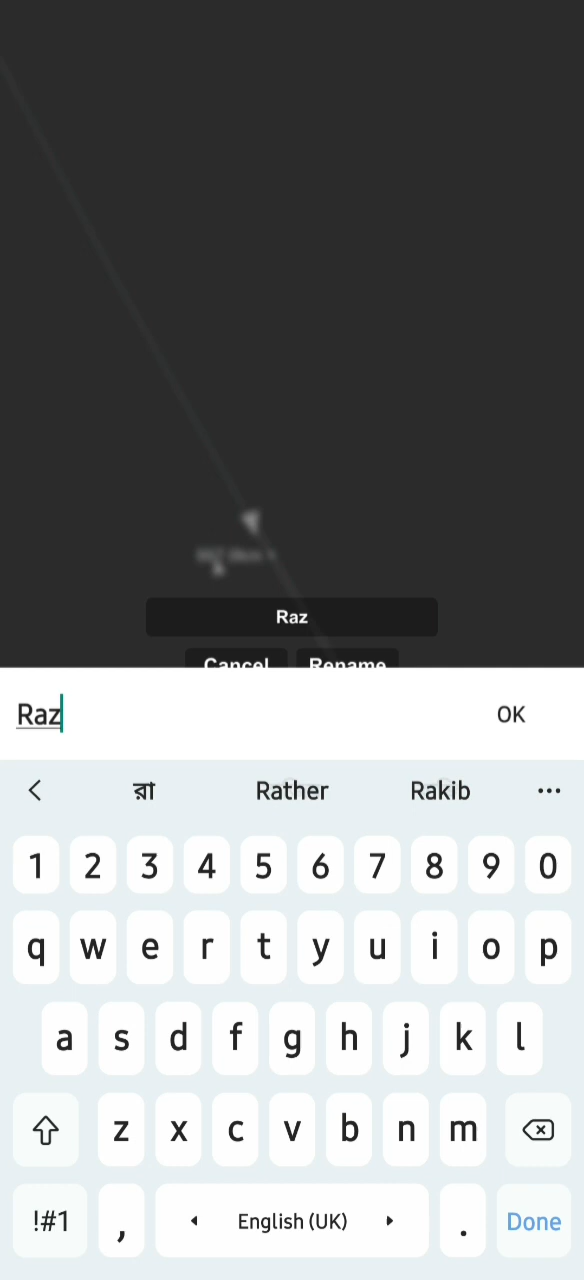 Raz
Cancel Rename
Raz OK
রা Rather Rakib ...
1 2 3 4 5 6 7 8 9 0
q w e r t y u i o p
a s d f g h j k l
z x c v b n m
!#1 , English (UK) . Done